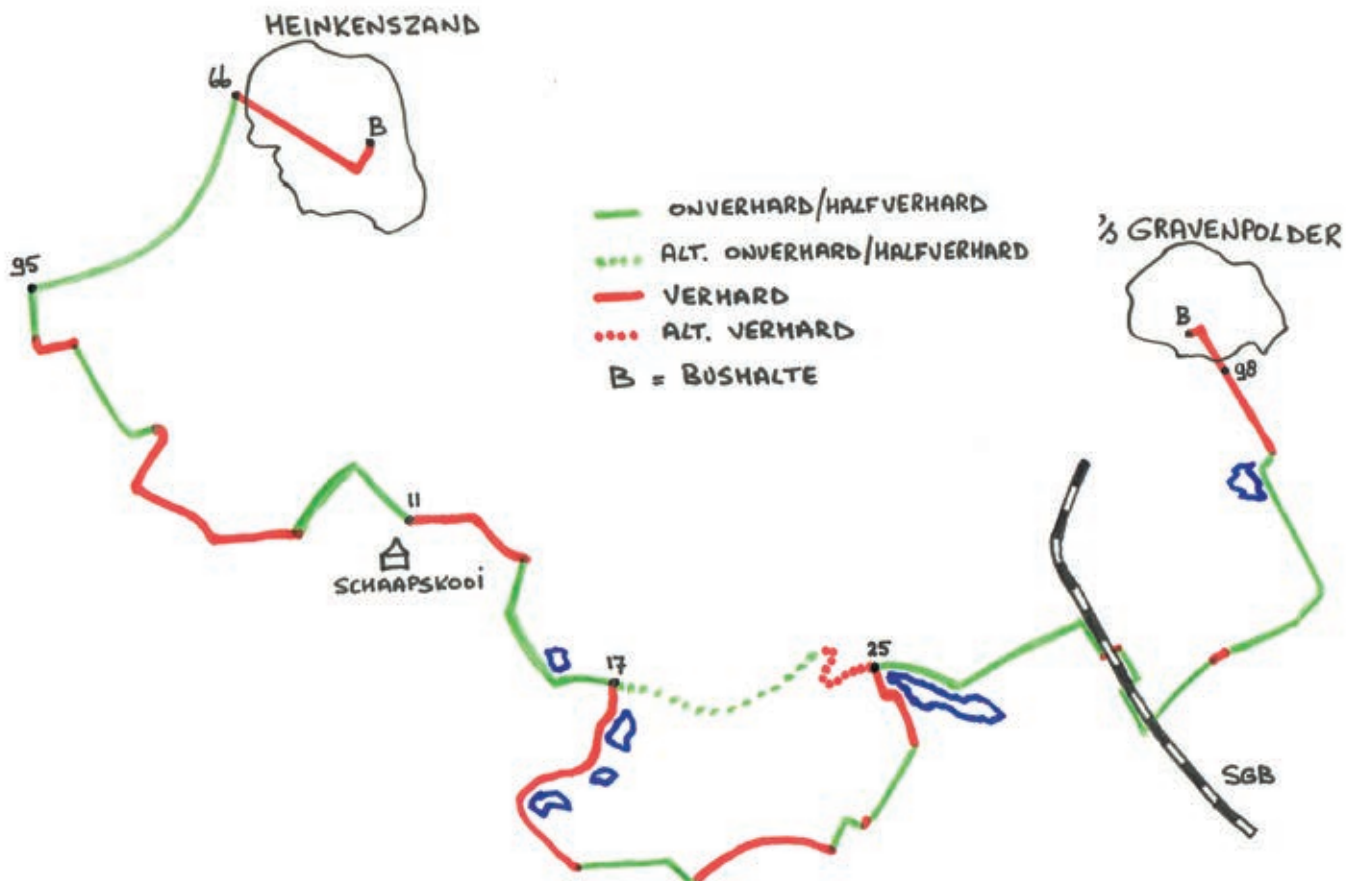 HEINKENSZAND
66
B
ONVERHARD/HALFVERHARD
ALT. ONVERHARD/HALFVERHARD
VERHARD
ALT. VERHARD
B = BUSHALTE
's GRAVENPOLDER
B
98
95
11
SCHAAPSKOOI
17
25
SGB